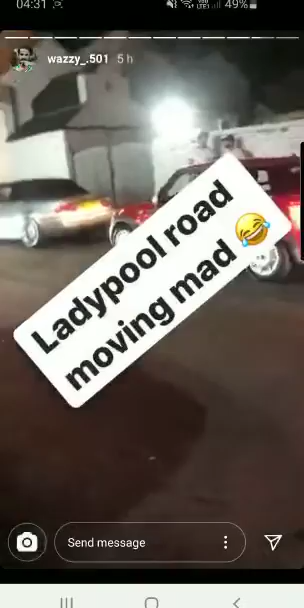 04:31
49%
wazzy_.501 5 h
Ladypool road
moving mad 😂
Send message